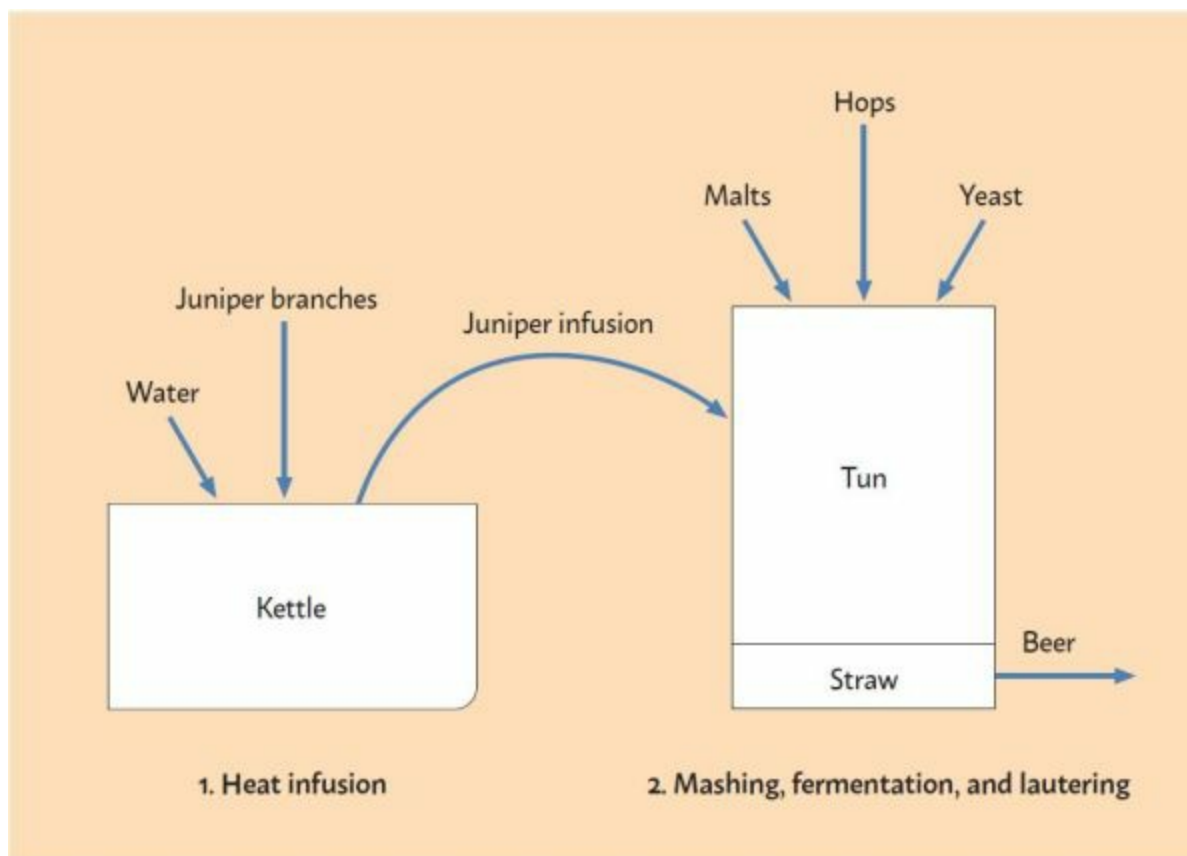 Hops
Malts
Yeast
Juniper branches
Juniper infusion
Water
Tun
Kettle
Beer
Straw
1. Heat infusion
2. Mashing, fermentation, and lautering